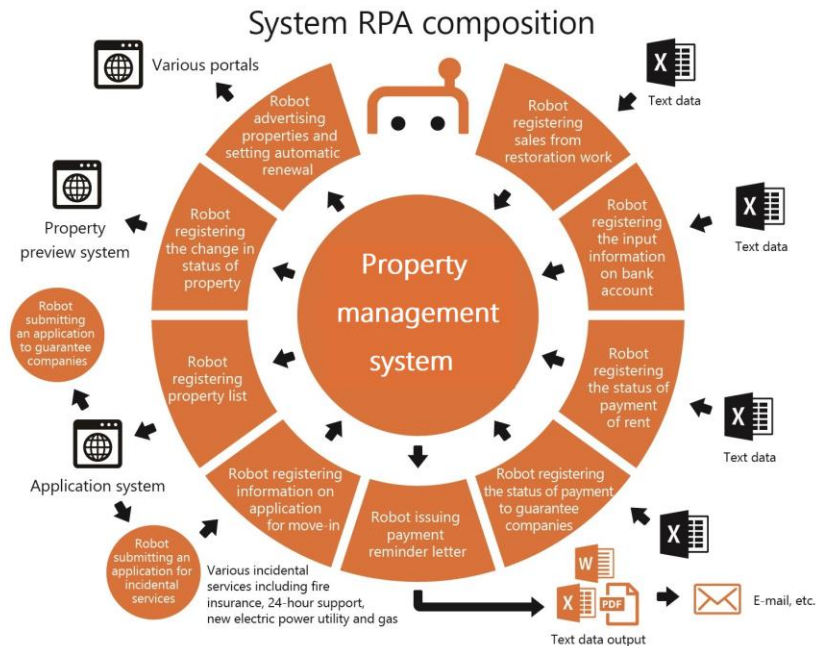 System RPA composition
Various portals
Robot
advertising
properties and
setting automatic
renewal
Robot
registering
sales from
restoration work
X
Text data
Property
preview system
Robot
registering
the change in
status of
property
Robot
registering
the input
information
on bank
account
X
Text data
Property
management
system
Robot
submitting
an application
to guarantee
companies
Robot
registering
property list
Robot
registering
the status of
payment
of rent
X
Text data
Application system
Robot registering
information on
application
for move-in
Robot issuing
payment
reminder letter
Robot registering
the status of payment
to guarantee
companies
X
Robot
submitting an
application for
incidental
services
Various incidental
services including fire
insurance, 24-hour support,
new electric power utility and gas
W
X
PDF
Text data output
E-mail, etc.